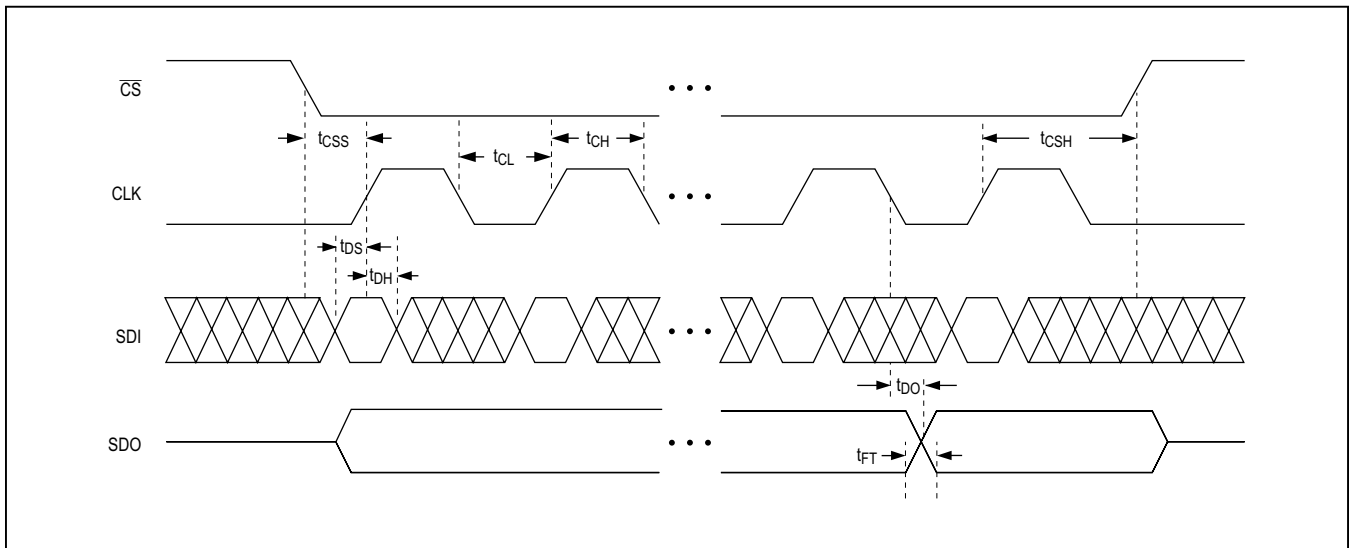 CS
tCSS
tCL
tCH
tCSH
CLK
tDS
tDH
SDI
tDO
SDO
tFT